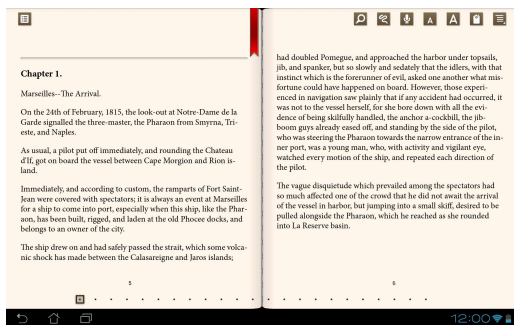 Chapter 1.
Marseilles--The Arrival.
On the 24th of February, 1815, the look-out at Notre-Dame de la
Garde signalled the three-master, the Pharaon from Smyrna, Tri-
este, and Naples.
As usual, a pilot put off immediately, and rounding the Chateau
d'If, got on board the vessel between Cape Morgion and Rion is-
land.
Immediately, and according to custom, the ramparts of Fort Saint-
Jean were covered with spectators; it is always an event at Marseilles
for a ship to come into port, especially when this ship, like the Phar-
aon, has been built, rigged, and laden at the old Phocee docks, and
belongs to an owner of the city.
The ship drew on and had safely passed the strait, which some volca-
nic shock has made between the Calasareigne and Jaros islands;
5
had doubled Pomegue, and approached the harbor under topsails,
jib, and spanker, but so slowly and sedately that the idlers, with that
instinct which is the forerunner of evil, asked one another what mis-
fortune could have happened on board. However, those experi-
enced in navigation saw plainly that if any accident had occurred, it
was not to the vessel herself, for she bore down with all the evi-
dence of being skilfully handled, the anchor a-cockbill, the jib-
boom guys already eased off, and standing by the side of the pilot,
who was steering the Pharaon towards the narrow entrance of the in-
ner port, was a young man, who, with activity and vigilant eye,
watched every motion of the ship, and repeated each direction of
the pilot.
The vague disquietude which prevailed among the spectators had
so much affected one of the crowd that he did not await the arrival
of the vessel in harbor, but jumping into a small skiff, desired to be
pulled alongside the Pharaon, which he reached as she rounded
into La Reserve basin.
6
A A
12:00